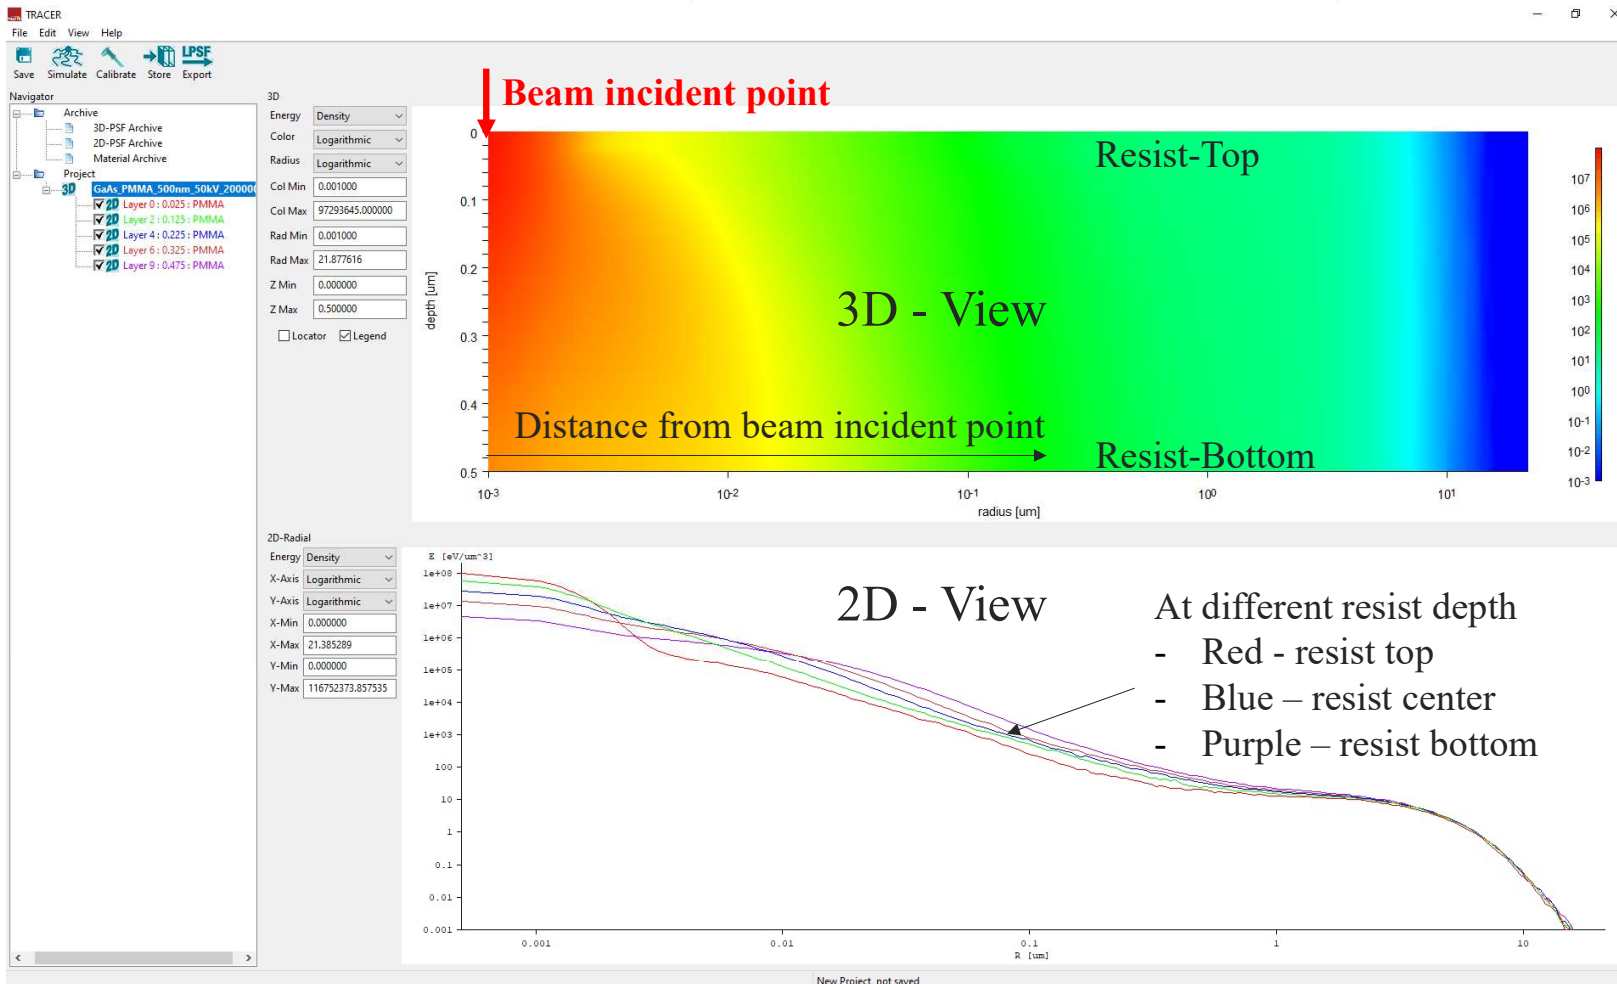 TRACER
File Edit View Help
LPSF
Save Simulate Calibrate Store Export
Navigator
Archive
3D-PSF Archive
2D-PSF Archive
Material Archive
Project
3D GaAs_PMMA_500nm_50kV_200000
2D Layer 0 : 0.025 : PMMA
2D Layer 2 : 0.125 : PMMA
2D Layer 4 : 0.225 : PMMA
2D Layer 6 : 0.325 : PMMA
2D Layer 9 : 0.475 : PMMA
3D
Energy Density
Color Logarithmic
Radius Logarithmic
Col Min 0.001000
Col Max 97293645.000000
Rad Min 0.001000
Rad Max 21.877616
Z Min 0.000000
Z Max 0.500000
Locator Legend
Beam incident point
Resist-Top
3D - View
Distance from beam incident point
Resist-Bottom
depth [um]
0
0.1
0.2
0.3
0.4
0.5
10-3 10-2 10-1 100 101
radius [um]
107
106
105
104
103
102
101
100
10-1
10-2
10-3
2D-Radial
Energy Density
X-Axis Logarithmic
Y-Axis Logarithmic
X-Min 0.000000
X-Max 21.385289
Y-Min 0.000000
Y-Max 116752373.857535
E [eV/um^3]
1e+08
1e+07
1e+06
1e+05
1e+04
1e+03
100
10
1
0.1
0.01
0.001
0.001 0.01 0.1 1 10
R [um]
2D - View
At different resist depth
- Red - resist top
- Blue – resist center
- Purple – resist bottom
New Project, not saved